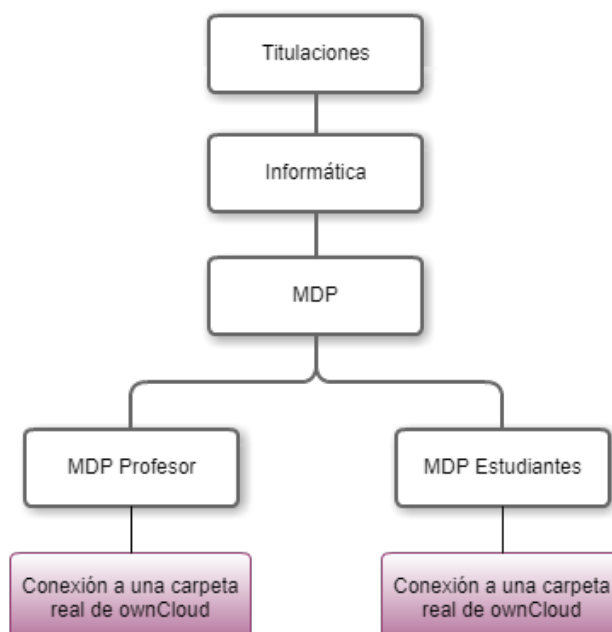 Titulaciones
Informática
MDP
MDP Profesor
MDP Estudiantes
Conexión a una carpeta
real de ownCloud
Conexión a una carpeta
real de ownCloud